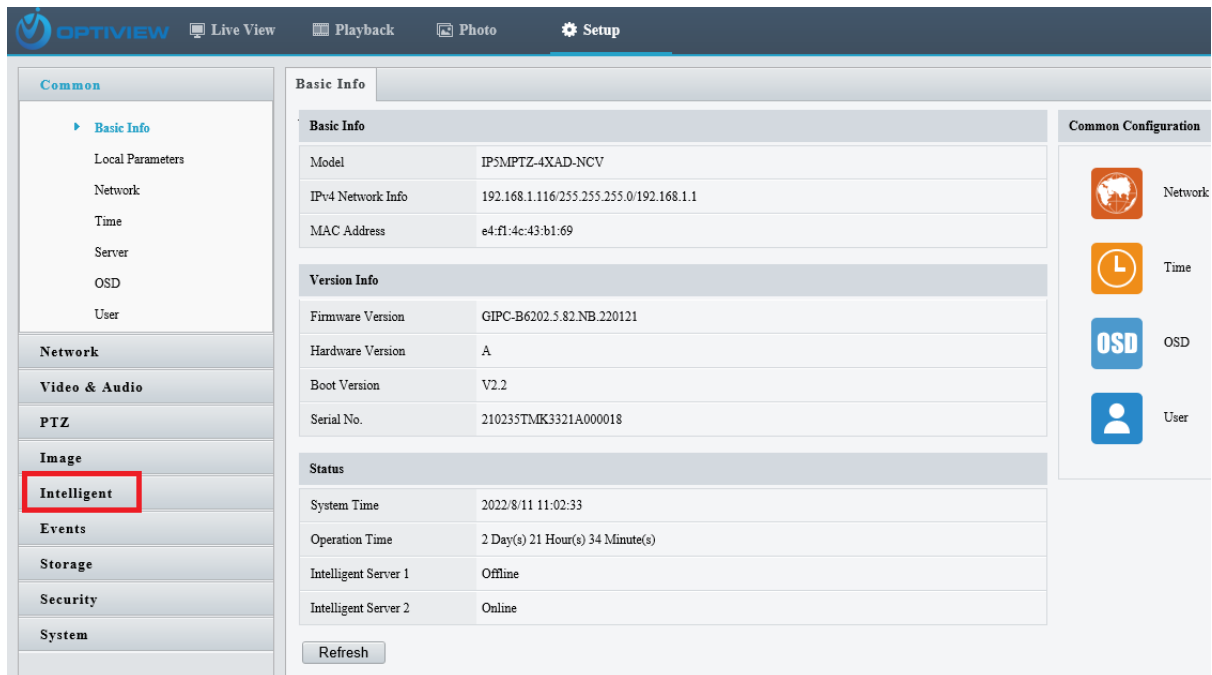 OPTIVIEW Live View Playback Photo Setup
Common
Basic Info
Local Parameters
Network
Time
Server
OSD
User
Network
Video & Audio
PTZ
Image
Intelligent
Events
Storage
Security
System
Basic Info
Basic Info
Model IP5MPTZ-4XAD-NCV
IPv4 Network Info 192.168.1.116/255.255.255.0/192.168.1.1
MAC Address e4:f1:4c:43:b1:69
Version Info
Firmware Version GIPC-B6202.5.82.NB.220121
Hardware Version A
Boot Version V2.2
Serial No. 210235TMK3321A000018
Status
System Time 2022/8/11 11:02:33
Operation Time 2 Day(s) 21 Hour(s) 34 Minute(s)
Intelligent Server 1 Offline
Intelligent Server 2 Online
Refresh
Common Configuration
Network
Time
OSD OSD
User